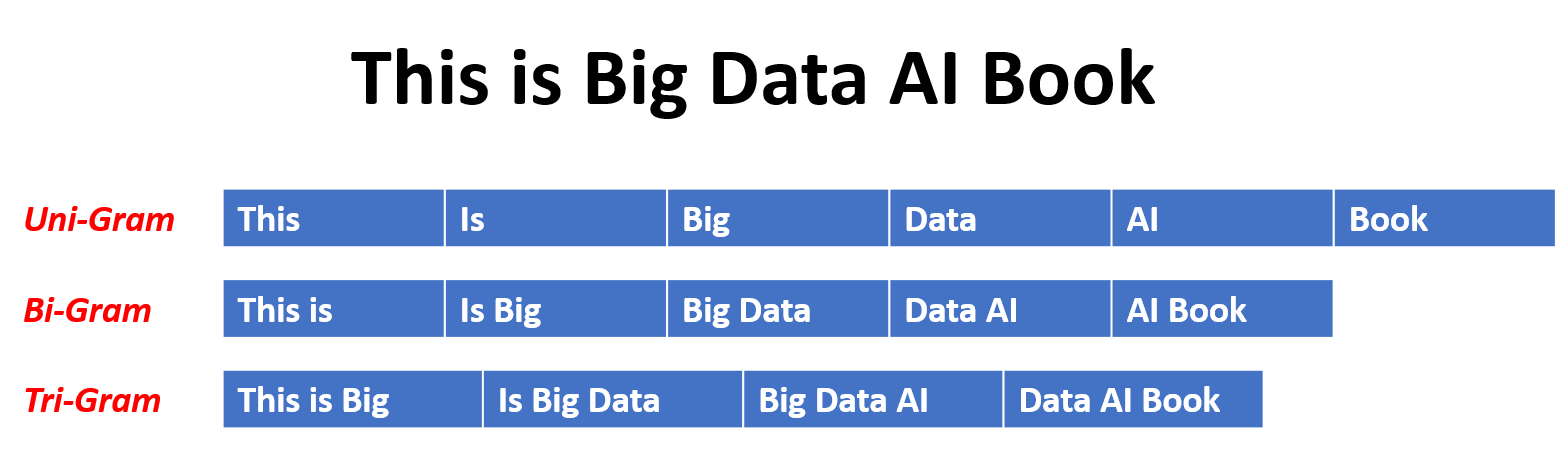 This is Big Data AI Book
Uni-Gram This Is Big Data AI Book
Bi-Gram This is Is Big Big Data Data AI AI Book
Tri-Gram This is Big Is Big Data Big Data AI Data AI Book